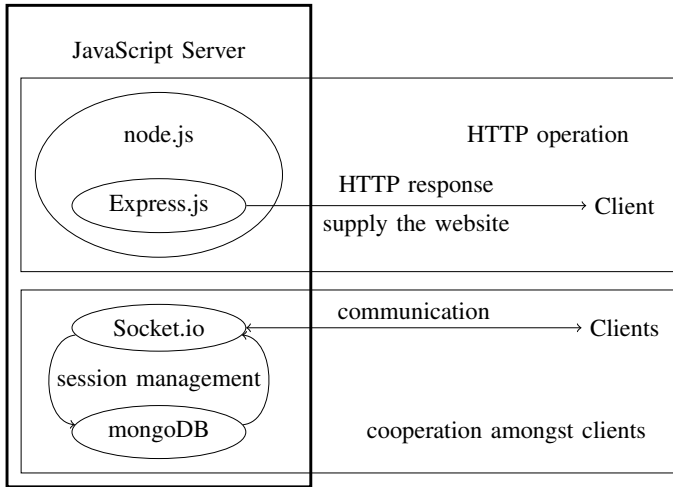 JavaScript Server
node.js
HTTP operation
HTTP response
Express.js
Client
supply the website
communication
Socket.io
Clients
session management
mongoDB
cooperation amongst clients